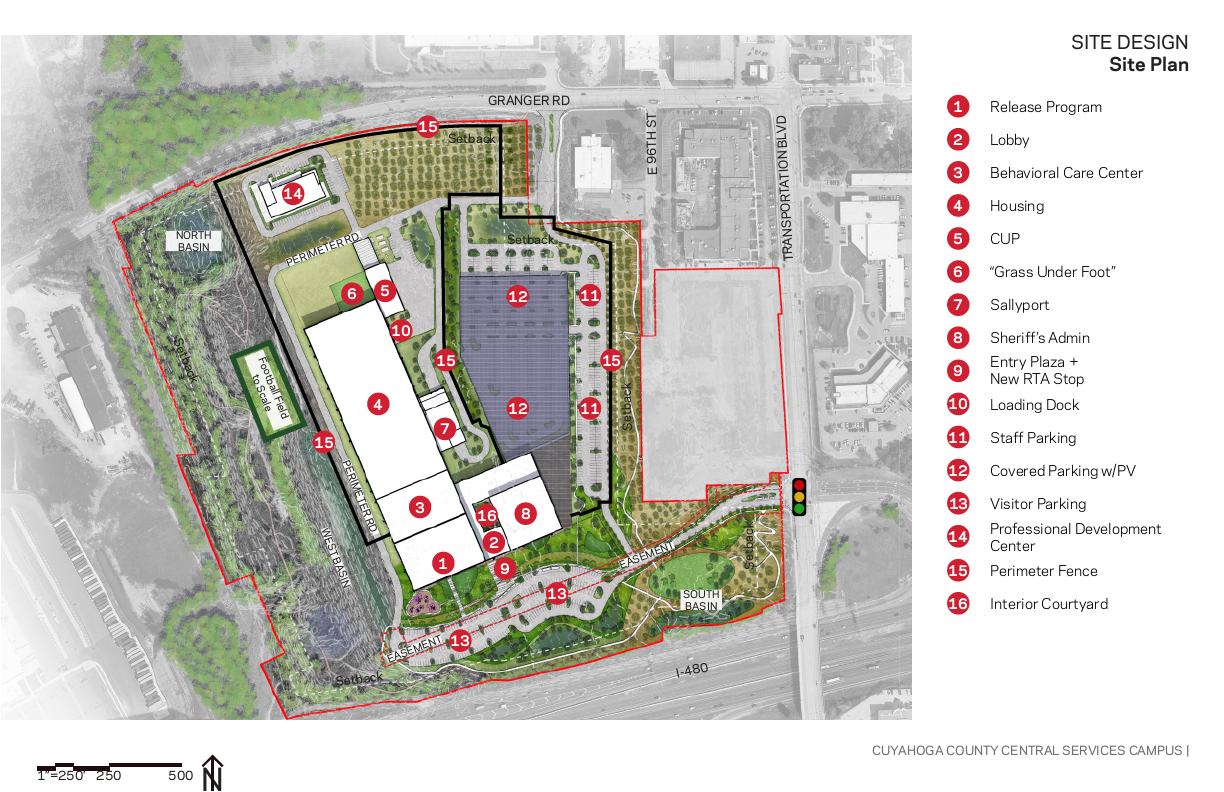 SITE DESIGN
Site Plan
GRANGER RD
E 96TH ST
TRANSPORTATION BLVD
15
Setback
14
NORTH
BASIN
PERIMETER RD
Setback
6
5
12
11
10
15
15
Setback
Football Field
to Scale
4
12
11
Setback
7
15
PERIMETER RD
3
16
8
2
WEST BASIN
1
9
EASEMENT
Setback
13
SOUTH
BASIN
13
EASEMENT
Setback
I-480
1 Release Program
2 Lobby
3 Behavioral Care Center
4 Housing
5 CUP
6 “Grass Under Foot”
7 Sallyport
8 Sheriff’s Admin
9 Entry Plaza +
New RTA Stop
10 Loading Dock
11 Staff Parking
12 Covered Parking w/PV
13 Visitor Parking
14 Professional Development
Center
15 Perimeter Fence
16 Interior Courtyard
CUYAHOGA COUNTY CENTRAL SERVICES CAMPUS |
1"=250' 250 500
N